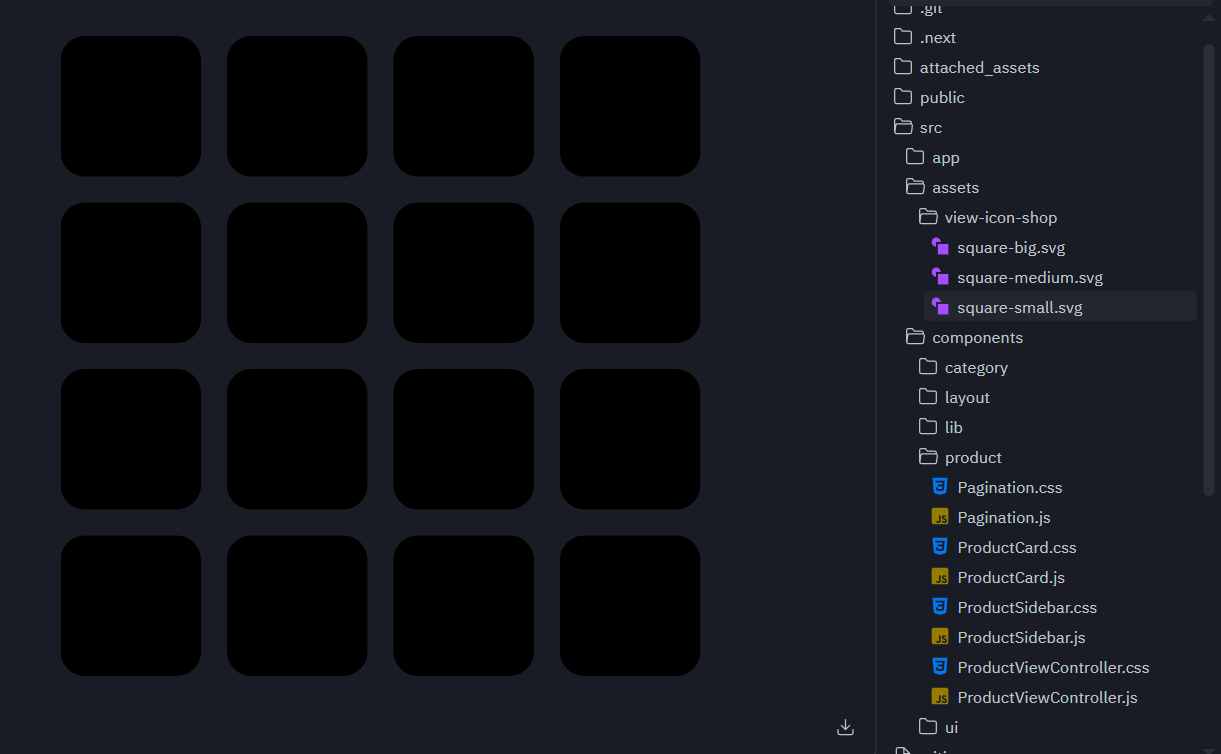 .git
.next
attached_assets
public
src
app
assets
view-icon-shop
square-big.svg
square-medium.svg
square-small.svg
components
category
layout
lib
product
Pagination.css
JS Pagination.js
ProductCard.css
JS ProductCard.js
ProductSidebar.css
JS ProductSidebar.js
ProductViewController.css
JS ProductViewController.js
ui